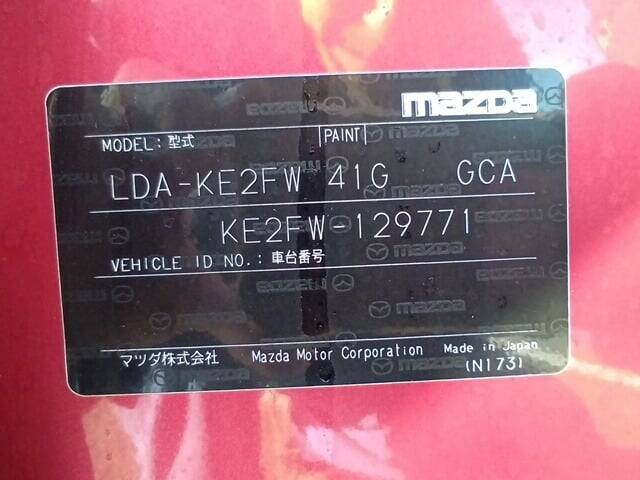 mazda
MODEL: 型式 PAINT
LDA-KE2FW 41G GCA
KE2FW-129771
VEHICLE ID NO.: 車台番号
マツダ株式会社 Mazda Motor Corporation Made in Japan
(N173)